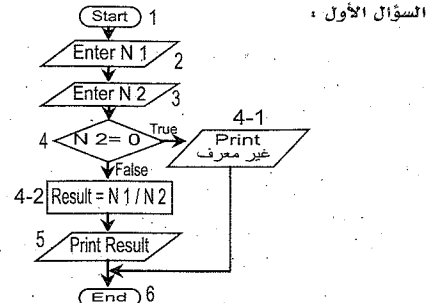 السؤال الأول :
Start 1
Enter N 1 2
Enter N 2 3
4 N 2= 0 True
4-1
Print
غير معرف
False
4-2 Result = N 1 / N 2
5 Print Result
End 6